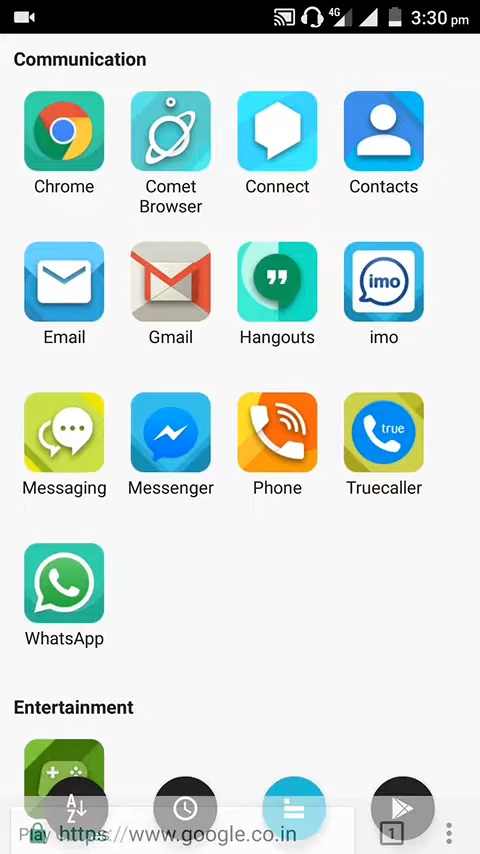 4G 3:30 pm
Communication
Chrome Comet Browser Connect Contacts
Email Gmail Hangouts imo
imo
Messaging Messenger Phone Truecaller
true
WhatsApp
Entertainment
A
Z
Play https://www.google.co.in 1